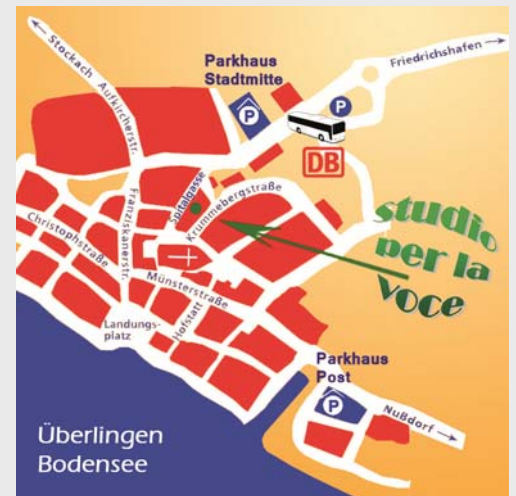 Stockach
Aufkircherstr.
Parkhaus
Stadtmitte
P
Friedrichshafen
P
DB
Spitalgasse
Krummebergstraße
Franziskanerstr.
Christophstraße
Münsterstraße
Hofstatt
Landungs-
platz
studio
per la
voce
Parkhaus
Post
P
Nußdorf
Überlingen
Bodensee